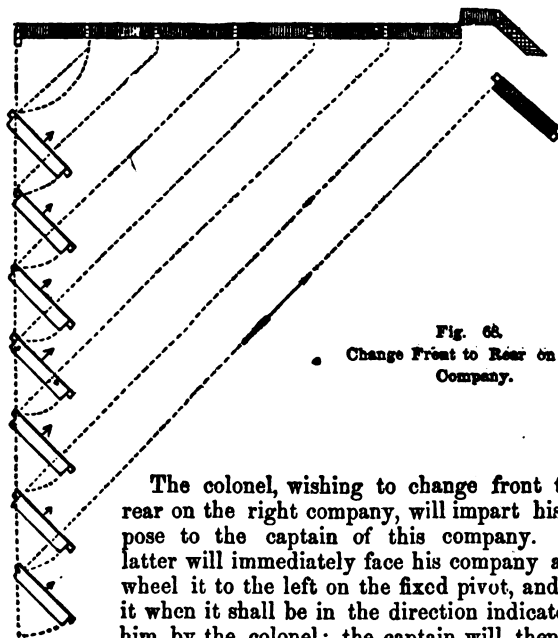 Fig. 68.
Change Front to Rear on
Company.
The colonel, wishing to change front t
rear on the right company, will impart his
pose to the captain of this company.
latter will immediately face his company a
wheel it to the left on the fixed pivot, and
it when it shall be in the direction indicate
him by the colonel; the captain will the